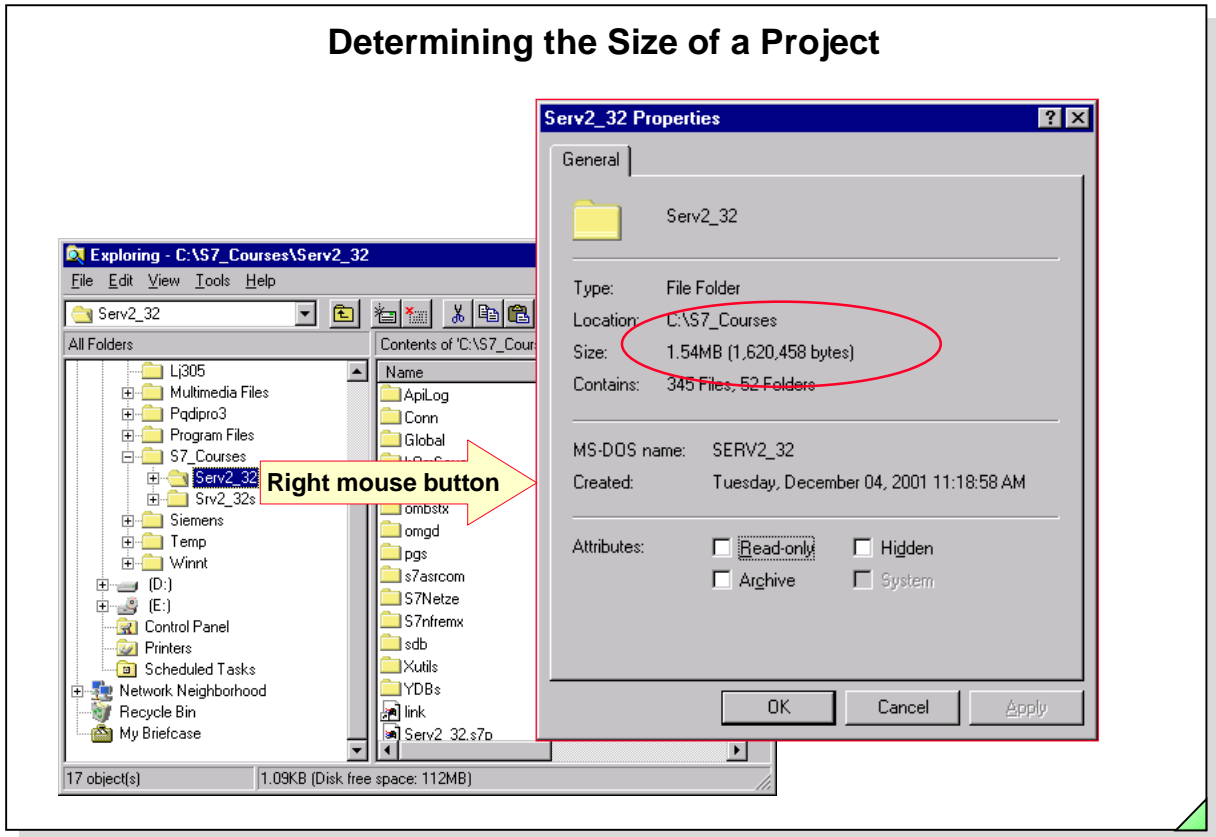 Determining the Size of a Project
Exploring - C:\S7_Courses\Serv2_32
File Edit View Tools Help
Serv2_32
All Folders
Contents of 'C:\S7_Cour
Lj305
Multimedia Files
Pqdipro3
Program Files
S7_Courses
Serv2_32
Srv2_32s
Siemens
Temp
Winnt
(D:)
(E:)
Control Panel
Printers
Scheduled Tasks
Network Neighborhood
Recycle Bin
My Briefcase
Name
ApiLog
Conn
Global
ombstx
omgd
pgs
s7asrcom
S7Netze
S7nfremx
sdb
Xutils
YDBs
link
Serv2_32.s7p
17 object(s)
1.09KB (Disk free space: 112MB)
Right mouse button
Serv2_32 Properties
General
Serv2_32
Type: File Folder
Location: C:\S7_Courses
Size: 1.54MB (1,620,458 bytes)
Contains: 345 Files, 52 Folders
MS-DOS name: SERV2_32
Created: Tuesday, December 04, 2001 11:18:58 AM
Attributes: Read-only Hidden
Archive System
OK Cancel Apply